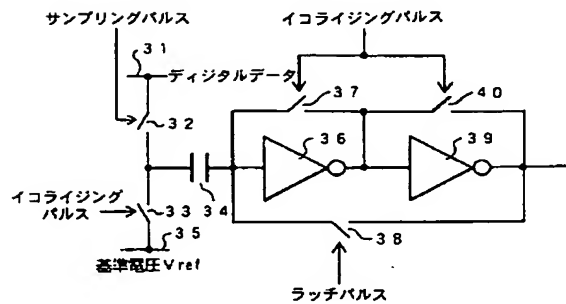 サンプリングパルス
イコライジングパルス
31
ディジタルデータ
32
37
40
36
39
イコライジング
パルス
33
34
35
38
基準電圧Vref
ラッチパルス